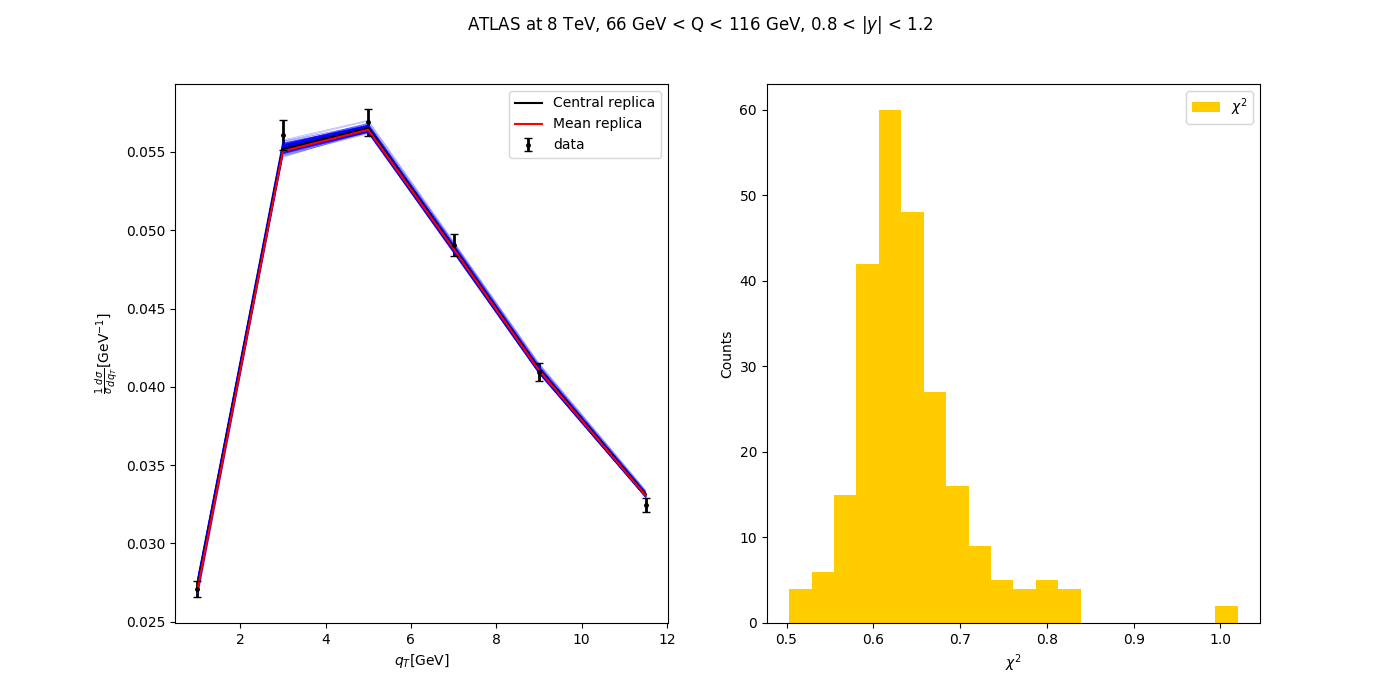 ATLAS at 8 TeV, 66 GeV < Q < 116 GeV, 0.8 < |y| < 1.2
Central replica
Mean replica
data
0.055
0.050
0.045
0.040
0.035
0.030
0.025
1/σ dσ/dq_T [GeV⁻¹]
2 4 6 8 10 12
q_T[GeV]
χ²
60
50
40
30
20
10
0
Counts
0.5 0.6 0.7 0.8 0.9 1.0
χ²